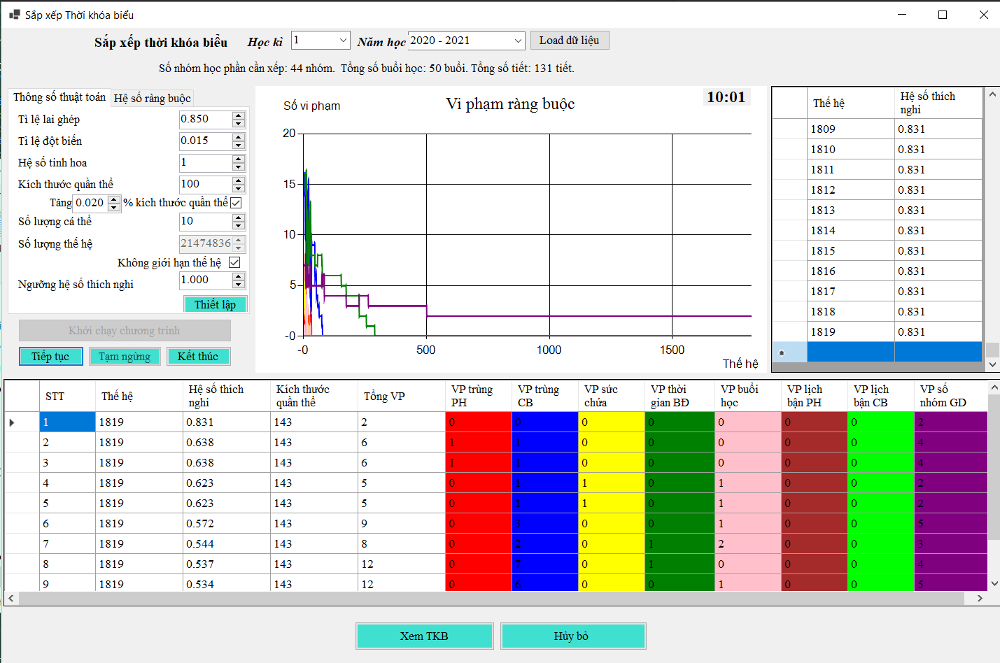 Sắp xếp Thời khóa biểu
Sắp xếp thời khóa biểu Học kì 1 Năm học 2020 - 2021 Load dữ liệu
Số nhóm học phần cần xếp: 44 nhóm. Tổng số buổi học: 50 buổi. Tổng số tiết: 131 tiết.
Thông số thuật toán Hệ số ràng buộc
Tỉ lệ lai ghép 0.850
Tỉ lệ đột biến 0.015
Hệ số tinh hoa 1
Kích thước quần thể 100
Tăng 0.020 % kích thước quần thể
Số lượng cá thể 10
Số lượng thế hệ 21474836
Không giới hạn thế hệ
Ngưỡng hệ số thích nghi 1.000
Thiết lập
Khởi chạy chương trình
Tiếp tục Tạm ngừng Kết thúc
Số vi phạm Vi phạm ràng buộc 10:01
20
15
10
5
-0
-0 500 1000 1500
Thế hệ
Thế hệ Hệ số thích nghi
1809 0.831
1810 0.831
1811 0.831
1812 0.831
1813 0.831
1814 0.831
1815 0.831
1816 0.831
1817 0.831
1818 0.831
1819 0.831
STT Thế hệ Hệ số thích nghi Kích thước quần thể Tổng VP VP trùng PH VP trùng CB VP sức chứa VP thời gian BĐ VP buổi học VP lịch bận PH VP lịch bận CB VP số nhóm GD
1 1819 0.831 143 2 0 0 0 0 0 0 0 2
2 1819 0.638 143 6 1 1 0 0 0 0 0 4
3 1819 0.638 143 6 1 1 0 0 0 0 0 4
4 1819 0.623 143 5 0 1 1 0 1 0 0 2
5 1819 0.623 143 5 0 1 1 0 1 0 0 2
6 1819 0.572 143 9 0 3 0 0 1 0 0 5
7 1819 0.544 143 8 0 2 0 1 2 0 0 3
8 1819 0.537 143 12 0 7 0 1 0 0 0 4
9 1819 0.534 143 12 0 6 0 0 1 0 0 5
Xem TKB Hủy bỏ